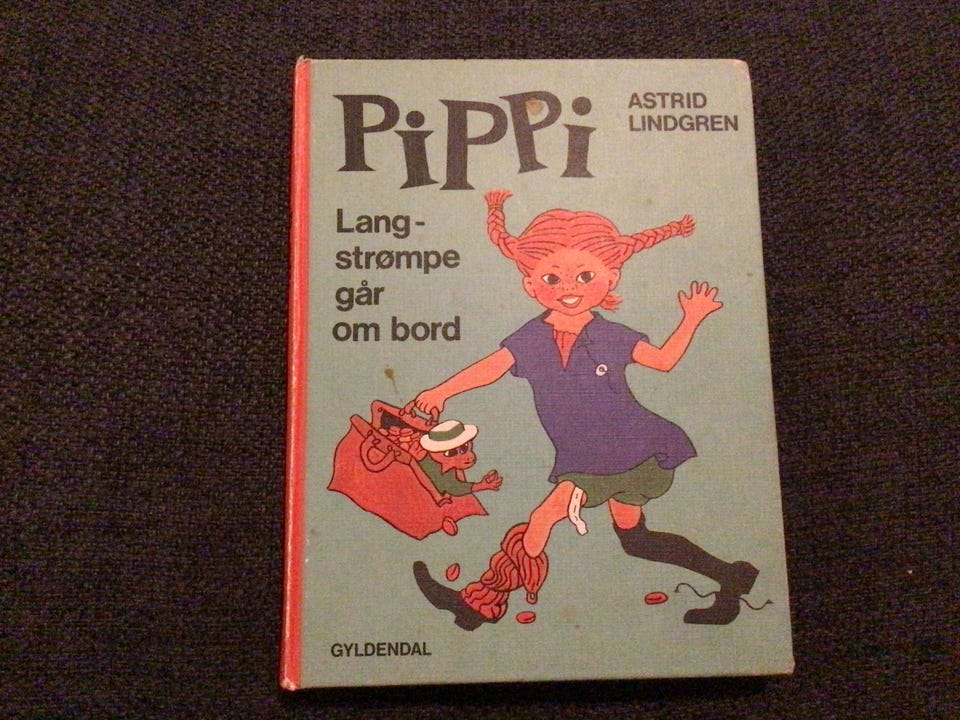 PiPPi
ASTRID
LINDGREN
Lang-
strømpe
går
om bord
GYLDENDAL